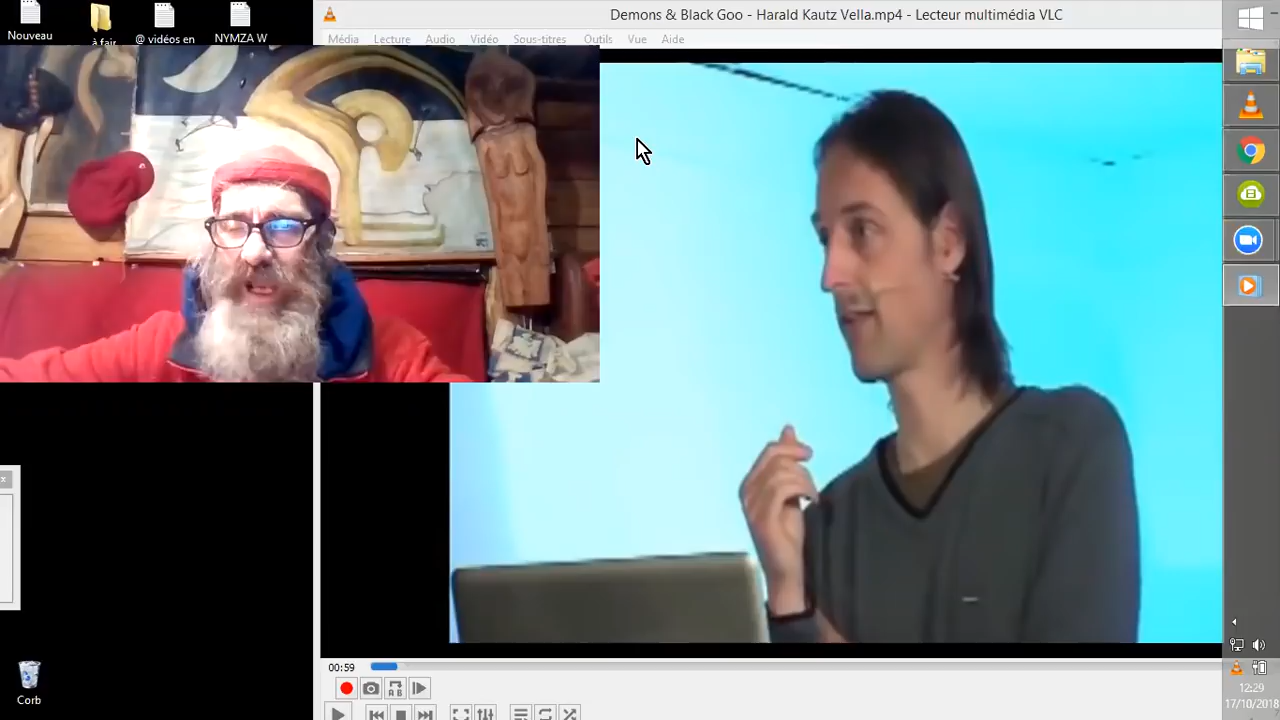 Nouveau
à fair
@ vidéos en
NYMZA W
Demons & Black Goo - Harald Kautz Vella.mp4 - Lecteur multimédia VLC
Média Lecture Audio Vidéo Sous-titres Outils Vue Aide
x
Corb
00:59
A B
12:29
17/10/2018